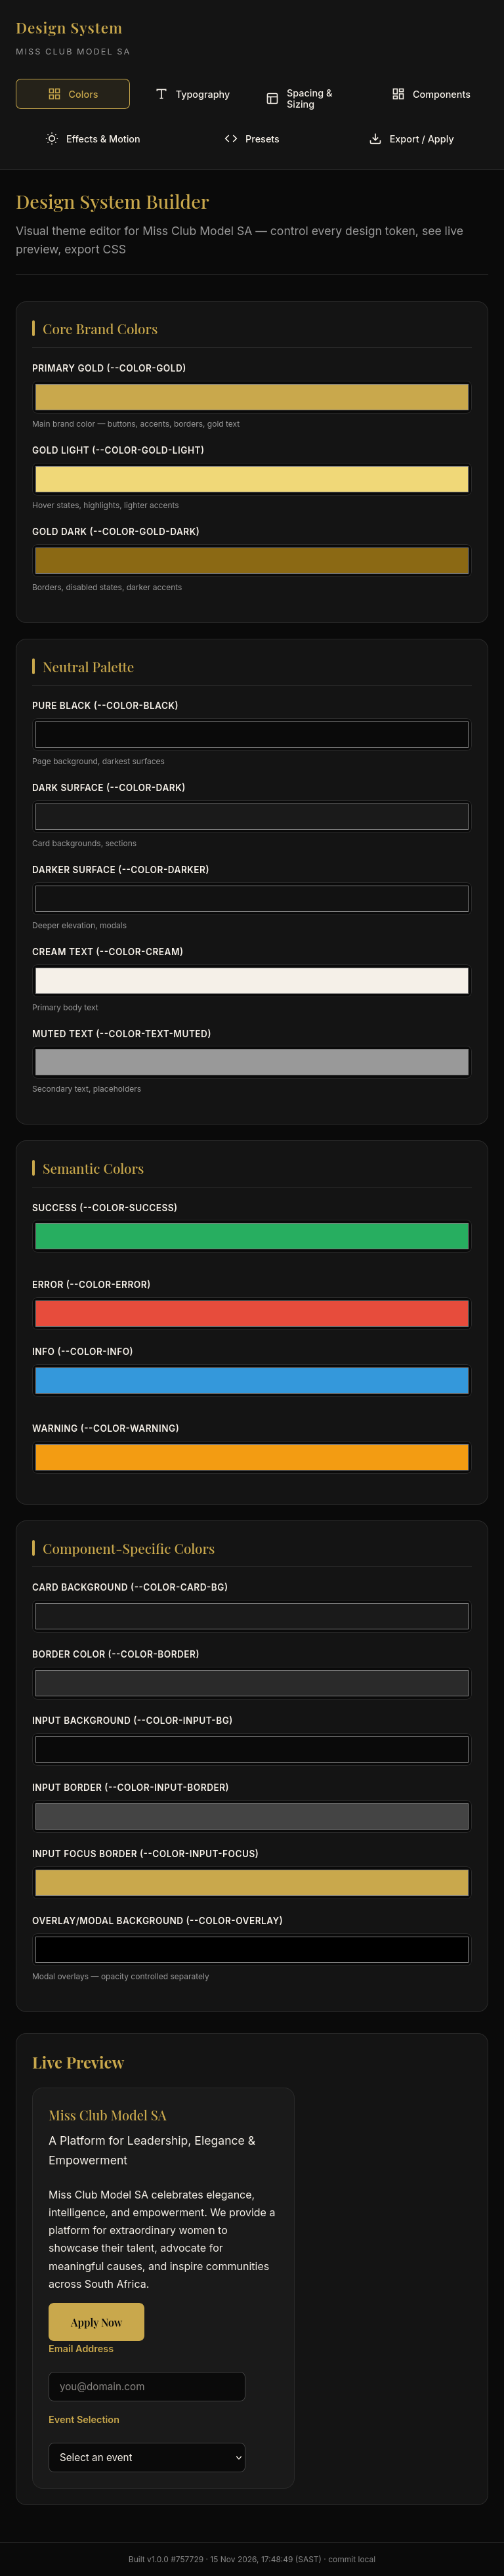 Design System
MISS CLUB MODEL SA
Colors
Typography
Spacing &
Sizing
Components
Effects & Motion
Presets
Export / Apply
Design System Builder
Visual theme editor for Miss Club Model SA — control every design token, see live
preview, export CSS
Core Brand Colors
PRIMARY GOLD (--COLOR-GOLD)
Main brand color — buttons, accents, borders, gold text
GOLD LIGHT (--COLOR-GOLD-LIGHT)
Hover states, highlights, lighter accents
GOLD DARK (--COLOR-GOLD-DARK)
Borders, disabled states, darker accents
Neutral Palette
PURE BLACK (--COLOR-BLACK)
Page background, darkest surfaces
DARK SURFACE (--COLOR-DARK)
Card backgrounds, sections
DARKER SURFACE (--COLOR-DARKER)
Deeper elevation, modals
CREAM TEXT (--COLOR-CREAM)
Primary body text
MUTED TEXT (--COLOR-TEXT-MUTED)
Secondary text, placeholders
Semantic Colors
SUCCESS (--COLOR-SUCCESS)
ERROR (--COLOR-ERROR)
INFO (--COLOR-INFO)
WARNING (--COLOR-WARNING)
Component-Specific Colors
CARD BACKGROUND (--COLOR-CARD-BG)
BORDER COLOR (--COLOR-BORDER)
INPUT BACKGROUND (--COLOR-INPUT-BG)
INPUT BORDER (--COLOR-INPUT-BORDER)
INPUT FOCUS BORDER (--COLOR-INPUT-FOCUS)
OVERLAY/MODAL BACKGROUND (--COLOR-OVERLAY)
Modal overlays — opacity controlled separately
Live Preview
Miss Club Model SA
A Platform for Leadership, Elegance &
Empowerment
Miss Club Model SA celebrates elegance,
intelligence, and empowerment. We provide a
platform for extraordinary women to
showcase their talent, advocate for
meaningful causes, and inspire communities
across South Africa.
Apply Now
Email Address
you@domain.com
Event Selection
Select an event
Built v1.0.0 #757729 · 15 Nov 2026, 17:48:49 (SAST) · commit local